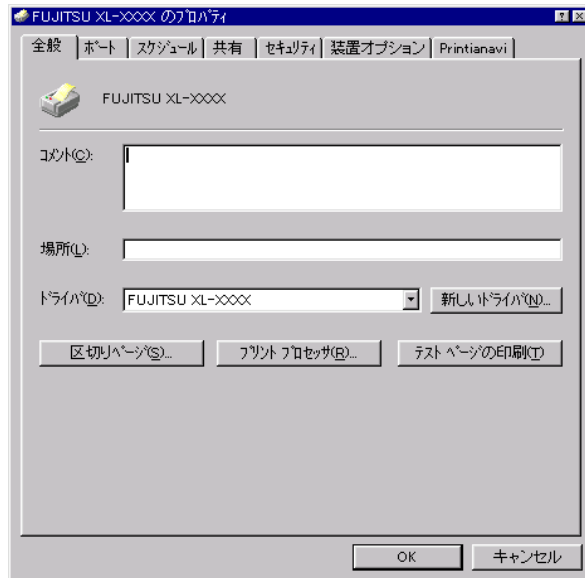 FUJITSU XL-XXXX のプロパティ
全般 ポート スケジュール 共有 セキュリティ 装置オプション Printianavi
FUJITSU XL-XXXX
コメント(C):
場所(L):
ドライバ(D): FUJITSU XL-XXXX 新しいドライバ(N)...
区切りページ(S)... プリント プロセッサ(R)... テスト ページの印刷(T)
OK キャンセル